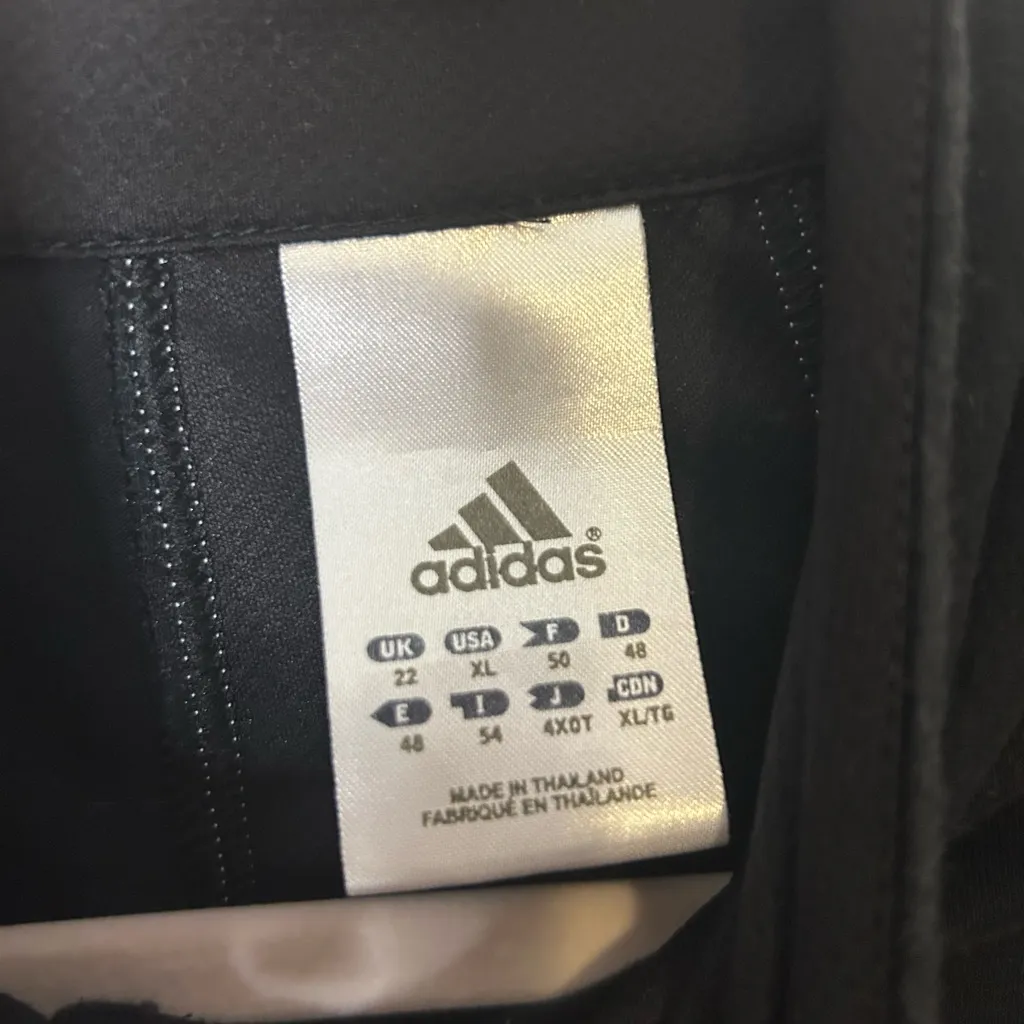 adidas®
UK USA F D
22 XL 50 48
E I J CDN
48 54 4XOT XL/TG
MADE IN THAILAND
FABRIQUÉ EN THAÏLANDE